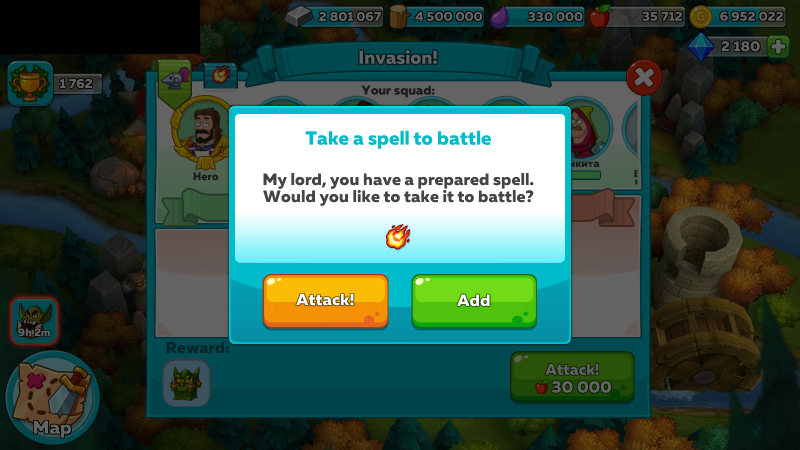 2 801 067
4 500 000
330 000
35 712
6 952 022
2 180
1 762
Invasion!
Your squad:
Hero
Take a spell to battle
My lord, you have a prepared spell.
Would you like to take it to battle?
Attack!
Add
9h 2m
Map
Reward:
Attack!
30 000